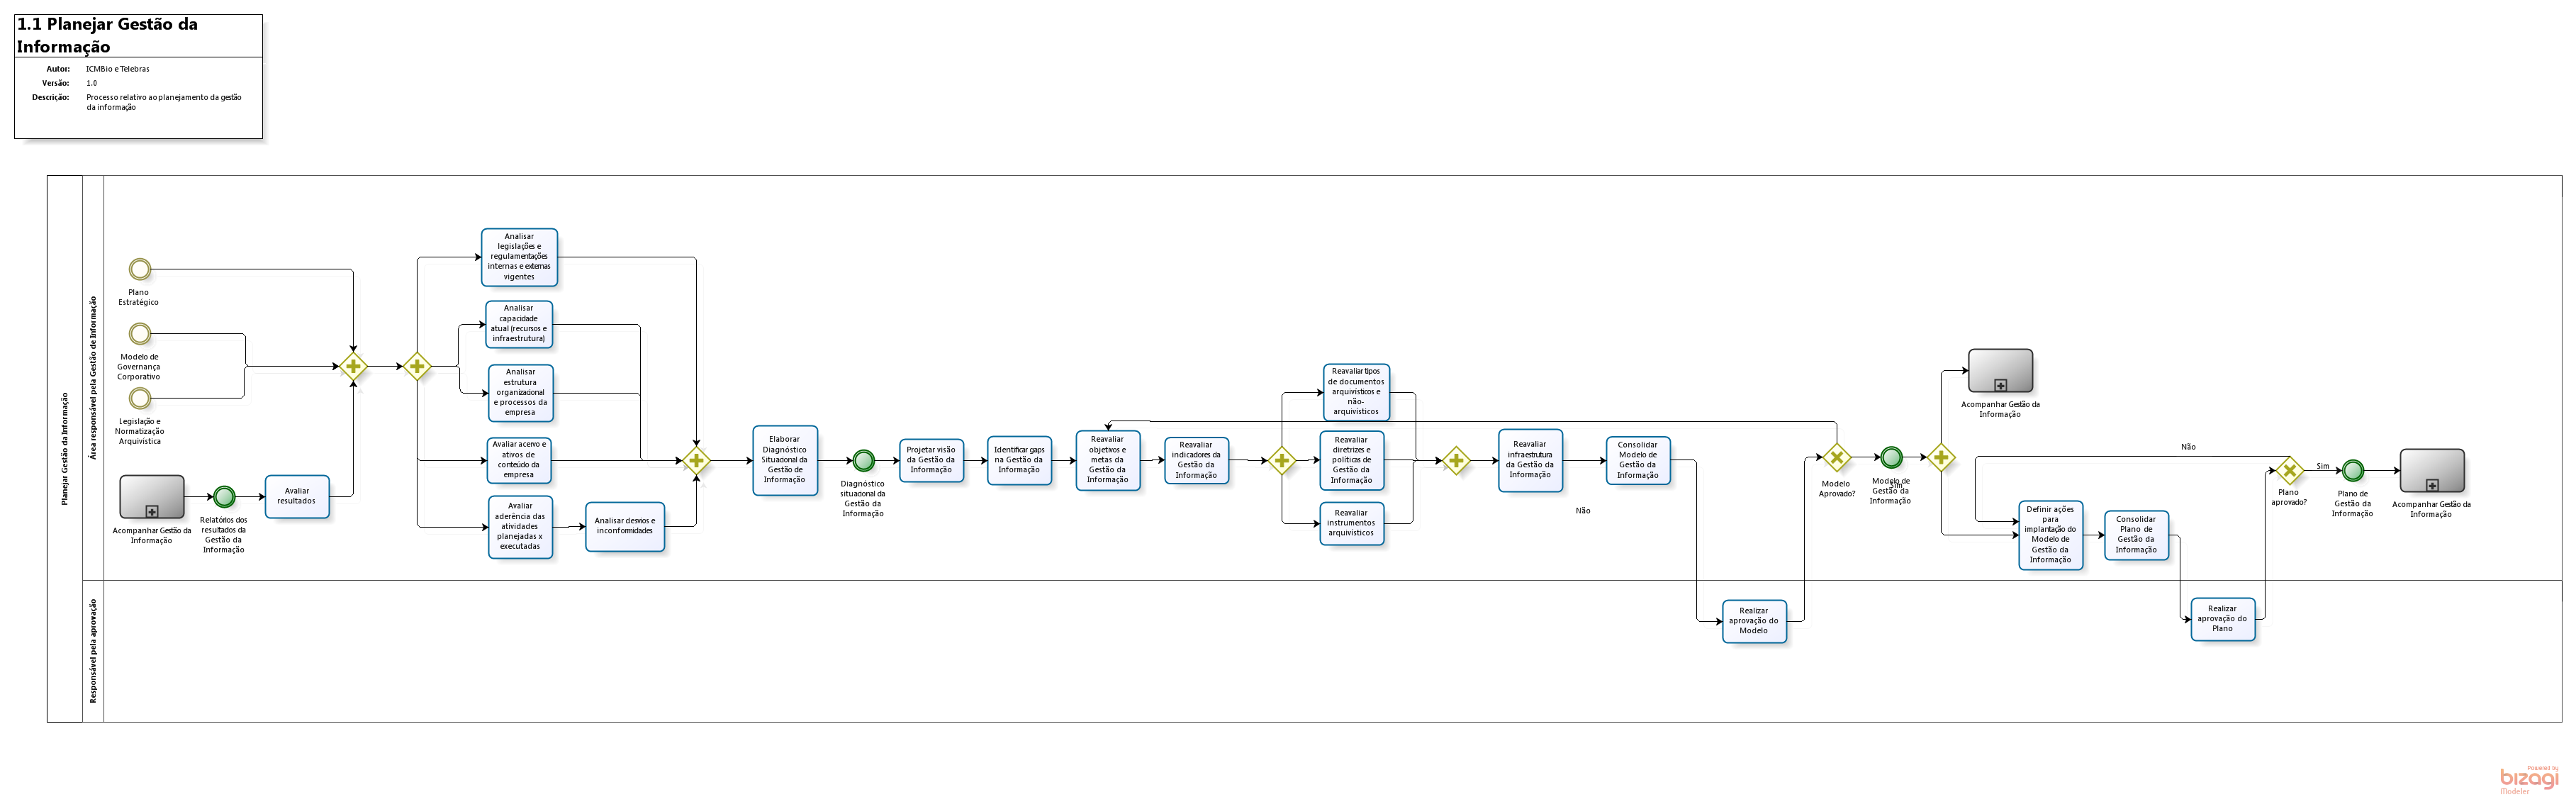 1.1 Planejar Gestão da
Informação
Autor: ICMBio e Telebras
Versão: 1.0
Descrição: Processo relativo ao planejamento da gestão
da informação
Planejar Gestão da Informação
Área responsável pela Gestão de Informação
Plano
Estratégico
Modelo de
Governança
Corporativo
Legislação e
Normatização
Arquivística
Acompanhar Gestão da
Informação
Relatórios dos
resultados da
Gestão da
Informação
Avaliar
resultados
Analisar
legislações e
regulamentações
internas e externas
vigentes
Analisar
capacidade
atual (recursos e
infraestrutura)
Analisar
estrutura
organizacional
e processos da
empresa
Avaliar acervo e
ativos de
conteúdo da
empresa
Avaliar
aderência das
atividades
planejadas x
executadas
Analisar desvios e
inconformidades
Elaborar
Diagnóstico
Situacional da
Gestão de
Informação
Diagnóstico
situacional da
Gestão da
Informação
Projetar visão
da Gestão da
Informação
Identificar gaps
na Gestão da
Informação
Reavaliar
objetivos e
metas da
Gestão da
Informação
Reavaliar
indicadores da
Gestão da
Informação
Reavaliar tipos
de documentos
arquivísticos e
não-
arquivísticos
Reavaliar
diretrizes e
políticas de
Gestão da
Informação
Reavaliar
instrumentos
arquivísticos
Reavaliar
infraestrutura
da Gestão da
Informação
Consolidar
Modelo de
Gestão da
Informação
Não
Modelo
Aprovado?
Sim
Modelo de
Gestão da
Informação
Acompanhar Gestão da
Informação
Não
Definir ações
para
implantação do
Modelo de
Gestão da
Informação
Consolidar
Plano de
Gestão da
Informação
Plano
aprovado?
Sim
Plano de
Gestão da
Informação
Acompanhar Gestão da
Informação
Responsável pela aprovação
Realizar
aprovação do
Modelo
Realizar
aprovação do
Plano
Powered by
bizagi
Modeler